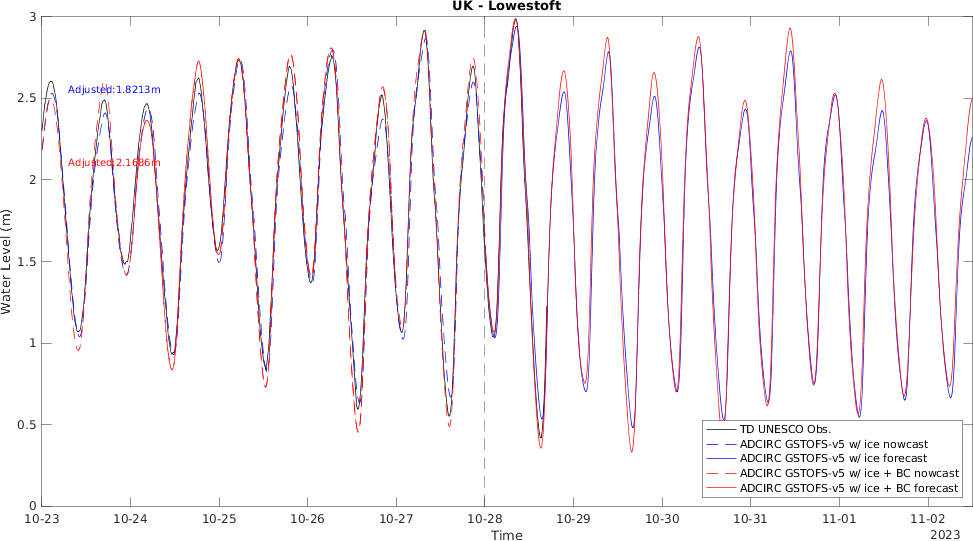 UK - Lowestoft
3
2.5
2
1.5
1
0.5
0
Water Level (m)
Adjusted:1.8213m
Adjusted:2.1686m
TD UNESCO Obs.
ADCIRC GSTOFS-v5 w/ ice nowcast
ADCIRC GSTOFS-v5 w/ ice forecast
ADCIRC GSTOFS-v5 w/ ice + BC nowcast
ADCIRC GSTOFS-v5 w/ ice + BC forecast
10-23 10-24 10-25 10-26 10-27 10-28 10-29 10-30 10-31 11-01 11-02
Time
2023